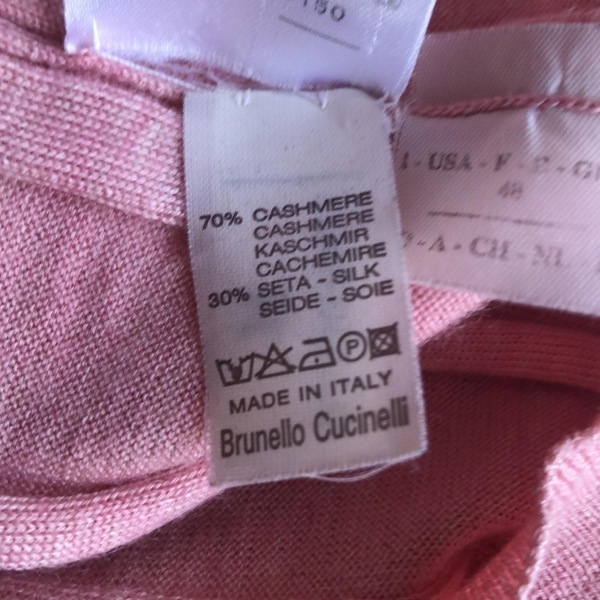 150
70% CASHMERE
CASHMERE
KASCHMIR
CACHEMIRE
30% SETA - SILK
SEIDE - SOIE
P
MADE IN ITALY
Brunello Cucinelli
I - USA - F - E - G
48
- A - CH - NL